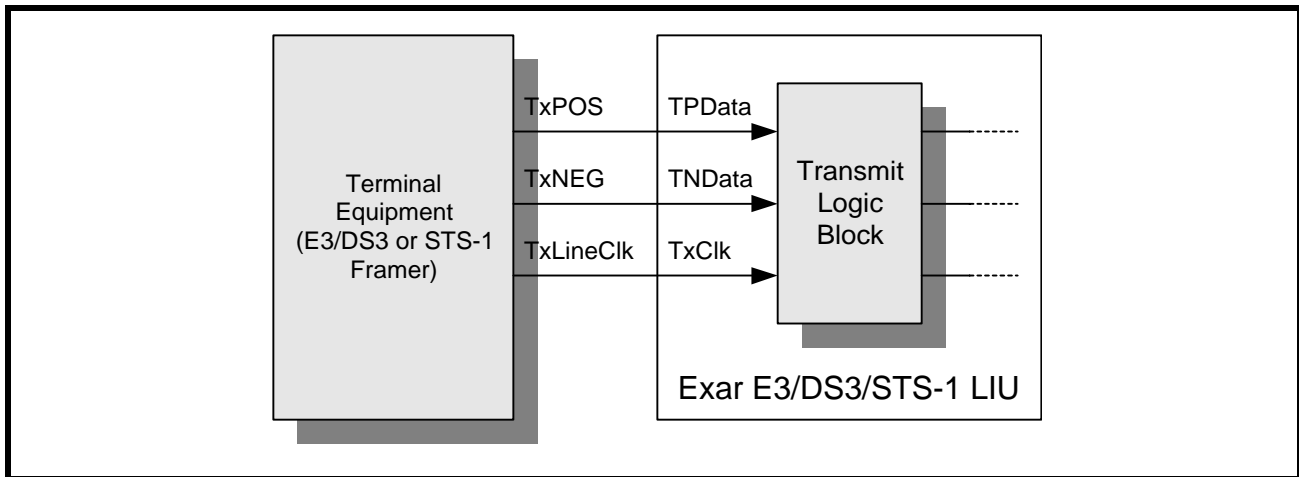 TxPOS TPData
TxNEG TNData
TxLineClk TxClk
Terminal
Equipment
(E3/DS3 or STS-1
Framer)
Transmit
Logic
Block
Exar E3/DS3/STS-1 LIU